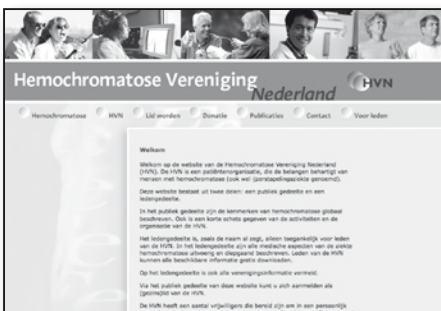 Hemochromatose Vereniging
Nederland
HVN
Hemochromatose HVN Lid worden Donatie Publicaties Contact Voor leden
Welkom
Welkom op de website van de Hemochromatose Vereniging Nederland
(HVN). De HVN is een patiëntenorganisatie, die de belangen behartigt van
mensen met hemochromatose (ook wel ijzerstapelingsziekte genoemd).
Deze website bestaat uit twee delen: een publiek gedeelte en een
ledengedeelte.
In het publiek gedeelte zijn de kenmerken van hemochromatose globaal
beschreven. Ook is een korte schets gegeven van de activiteiten en de
organisatie van de HVN.
Het ledengedeelte is, zoals de naam al zegt, alleen toegankelijk voor leden
van de HVN. In het ledengedeelte zijn alle medische aspecten van de ziekte
hemochromatose uitvoerig en diepgaand beschreven. Leden van de HVN
kunnen alle beschikbare informatie gratis downloaden.
Op het ledengedeelte is ook alle verenigingsinformatie vermeld.
Via het publiek gedeelte van deze website kunt u zich aanmelden als
(gezins)lid van de HVN.
De HVN heeft een aantal vrijwilligers die bereid zijn om in een persoonlijk